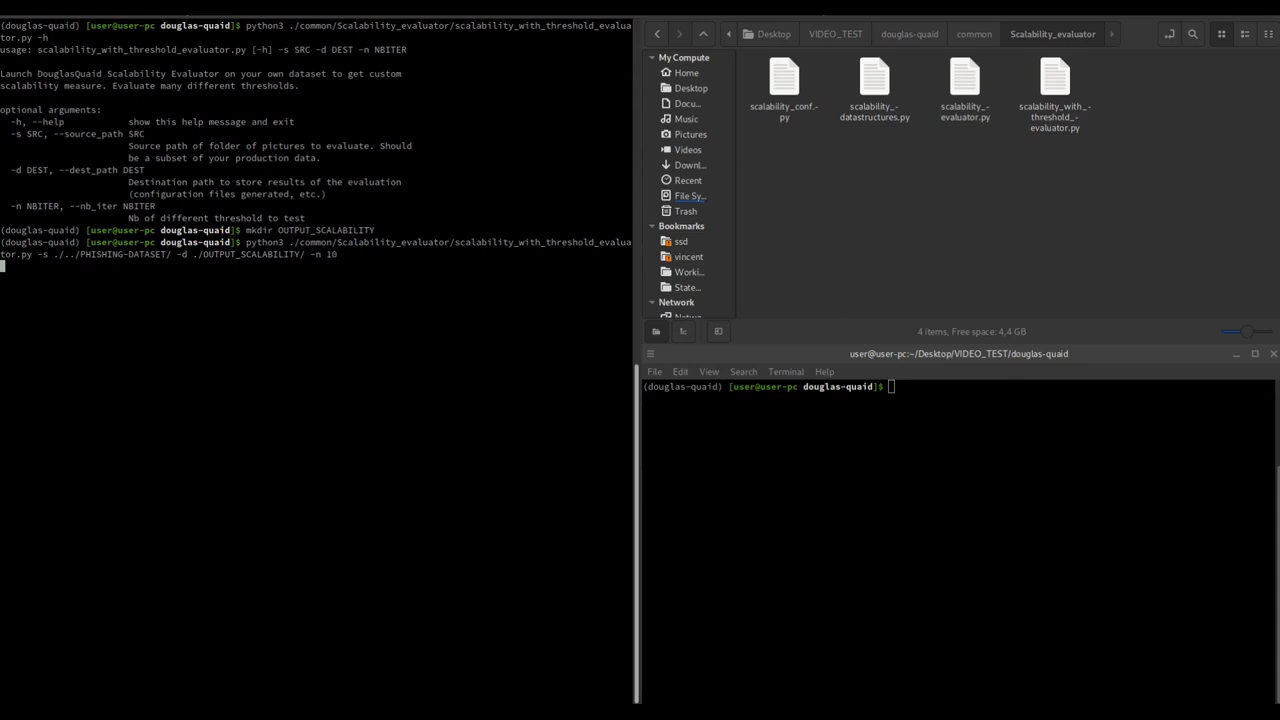 (douglas-quaid) [user@user-pc douglas-quaid]$ python3 ./common/Scalability_evaluator/scalability_with_threshold_evalua
tor.py -h
usage: scalability_with_threshold_evaluator.py [-h] -s SRC -d DEST -n NBITER
Launch DouglasQuaid Scalability Evaluator on your own dataset to get custom
scalability measure. Evaluate many different thresholds.
optional arguments:
-h, --help show this help message and exit
-s SRC, --source_path SRC
Source path of folder of pictures to evaluate. Should
be a subset of your production data.
-d DEST, --dest_path DEST
Destination path to store results of the evaluation
(configuration files generated, etc.)
-n NBITER, --nb_iter NBITER
Nb of different threshold to test
(douglas-quaid) [user@user-pc douglas-quaid]$ mkdir OUTPUT_SCALABILITY
(douglas-quaid) [user@user-pc douglas-quaid]$ python3 ./common/Scalability_evaluator/scalability_with_threshold_evalua
tor.py -s ./../PHISHING-DATASET/ -d ./OUTPUT_SCALABILITY/ -n 10
Desktop VIDEO_TEST douglas-quaid common Scalability_evaluator
My Compute
Home
Desktop
Docu...
Music
Pictures
Videos
Downl...
Recent
File Sy...
Trash
Bookmarks
ssd
vincent
Worki...
State...
Network
scalability_conf.-
py
scalability_-
datastructures.py
scalability_-
evaluator.py
scalability_with_-
threshold_-
evaluator.py
4 items, Free space: 4,4 GB
user@user-pc:~/Desktop/VIDEO_TEST/douglas-quaid
File Edit View Search Terminal Help
(douglas-quaid) [user@user-pc douglas-quaid]$